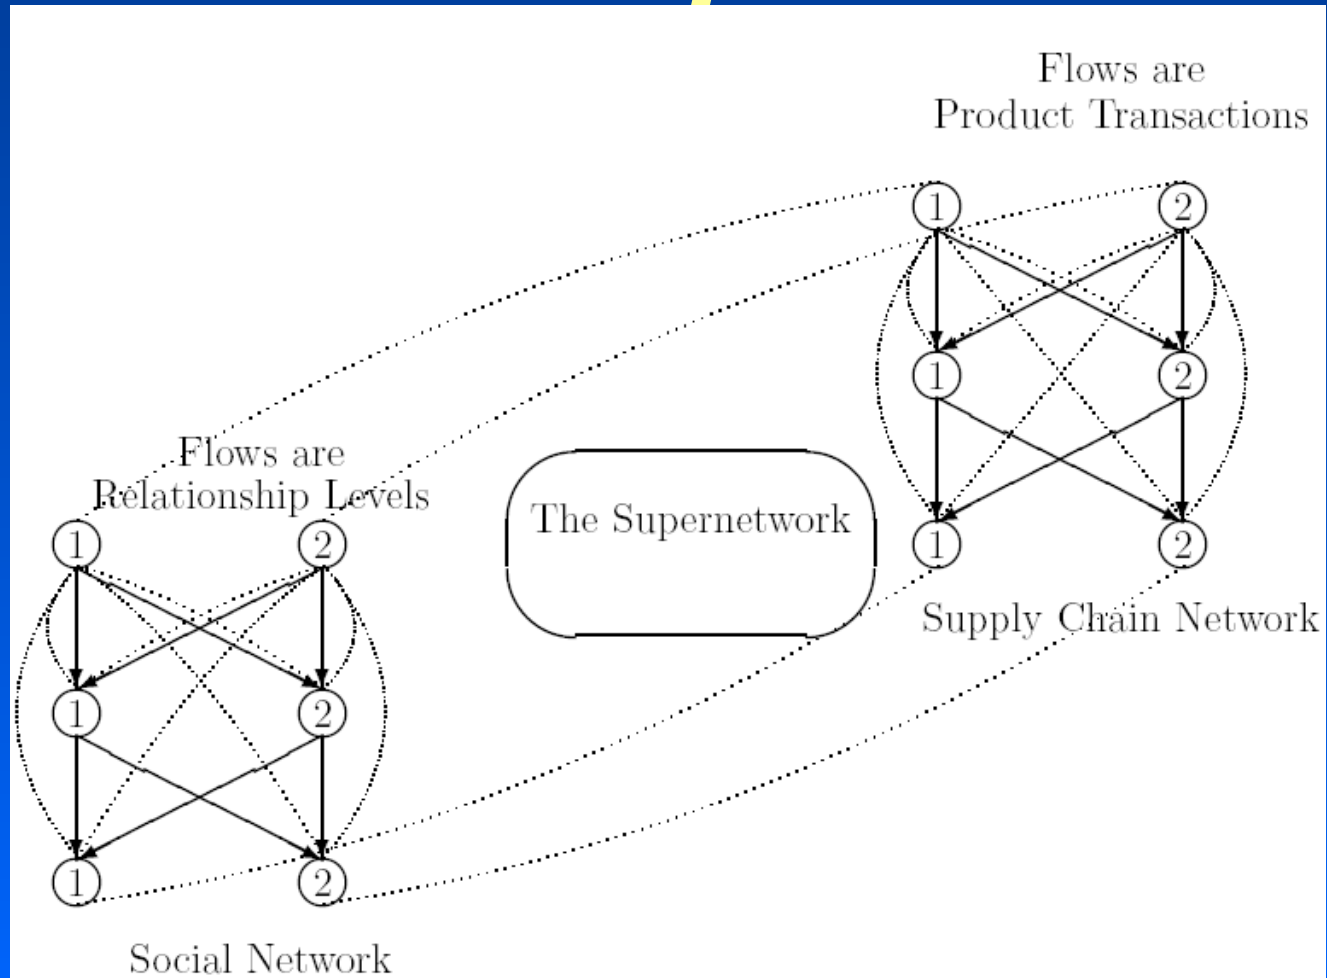 Flows are
Product Transactions
1 2
1 2
1 2
Supply Chain Network
The Supernetwork
Flows are
Relationship Levels
1 2
1 2
1 2
Social Network